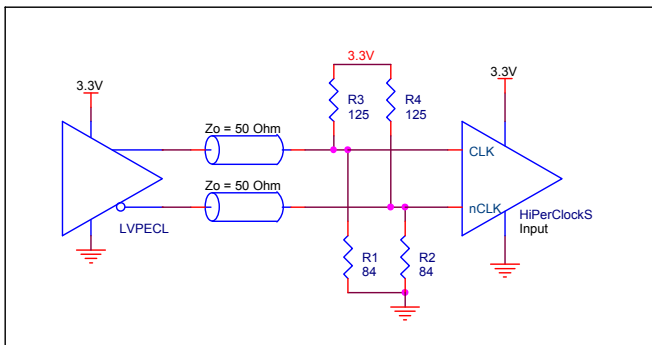 3.3V
3.3V
3.3V
R3
125
R4
125
Zo = 50 Ohm
CLK
Zo = 50 Ohm
nCLK
HiPerClockS
Input
LVPECL
R1
84
R2
84